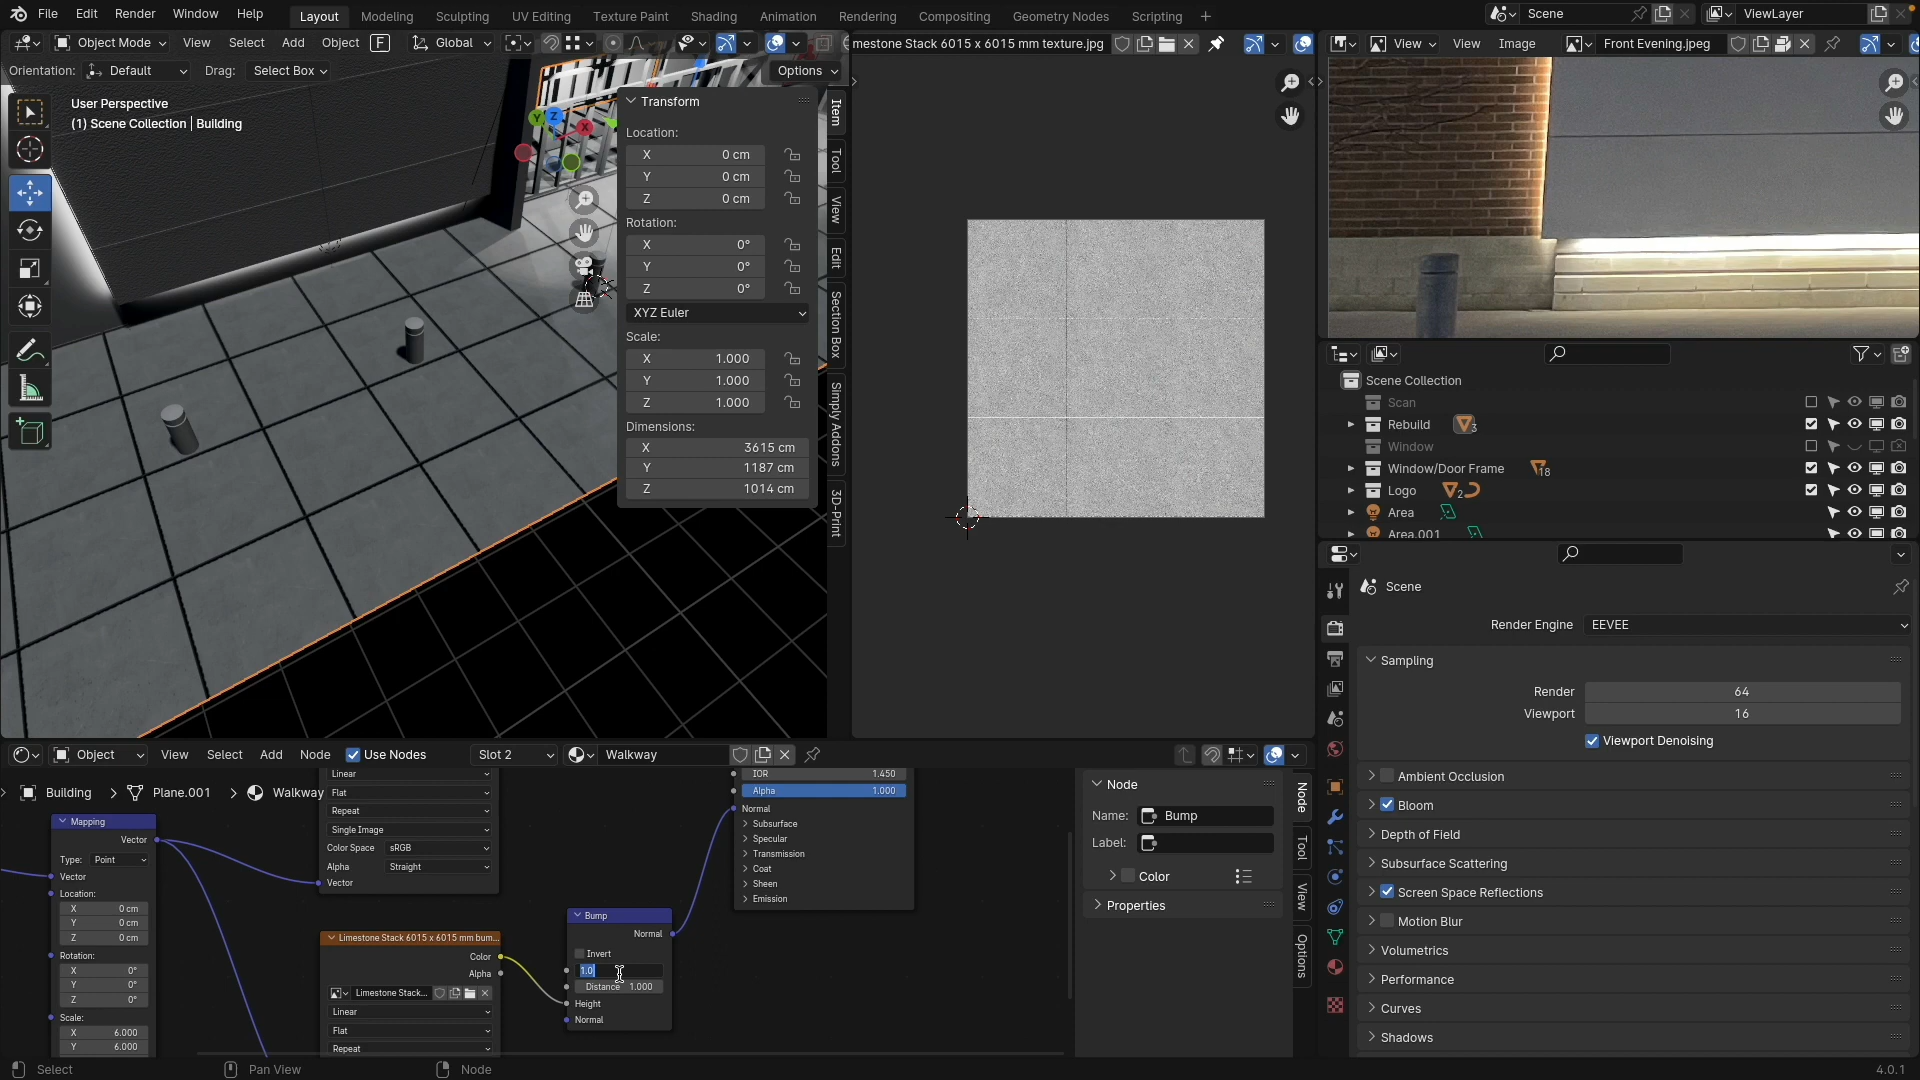 File Edit Render Window Help Layout Modeling Sculpting UV Editing Texture Paint Shading Animation Rendering Compositing Geometry Nodes Scripting + Scene ViewLayer
Object Mode View Select Add Object F Global mestone Stack 6015 x 6015 mm texture.jpg View View Image Front Evening.jpeg
Orientation: Default Drag: Select Box Options
User Perspective
(1) Scene Collection | Building
Y Z X
Transform
Location:
X 0 cm
Y 0 cm
Z 0 cm
Rotation:
X 0°
Y 0°
Z 0°
XYZ Euler
Scale:
X 1.000
Y 1.000
Z 1.000
Dimensions:
X 3615 cm
Y 1187 cm
Z 1014 cm
Item
Tool
View
Edit
Section Box
Simply Addons
3D-Print
Scene Collection
Scan
Rebuild 3
Window
Window/Door Frame 18
Logo 2
Area
Area.001
Scene
Render Engine EEVEE
Sampling
Render 64
Viewport 16
Viewport Denoising
Ambient Occlusion
Bloom
Depth of Field
Subsurface Scattering
Screen Space Reflections
Motion Blur
Volumetrics
Performance
Curves
Shadows
Object View Select Add Node Use Nodes Slot 2 Walkway
Building Plane.001 Walkway
Mapping
Vector
Type: Point
Vector
Location:
X 0 cm
Y 0 cm
Z 0 cm
Rotation:
X 0°
Y 0°
Z 0°
Scale:
X 6.000
Y 6.000
Linear
Flat
Repeat
Single Image
Color Space sRGB
Alpha Straight
Vector
Limestone Stack 6015 x 6015 mm bum...
Color
Alpha
Limestone Stack...
Linear
Flat
Repeat
Bump
Normal
Invert
1.0
Distance 1.000
Height
Normal
IOR 1.450
Alpha 1.000
Normal
Subsurface
Specular
Transmission
Coat
Sheen
Emission
Node
Name: Bump
Label:
Color
Properties
Node
Tool
View
Options
Select Pan View Node 4.0.1